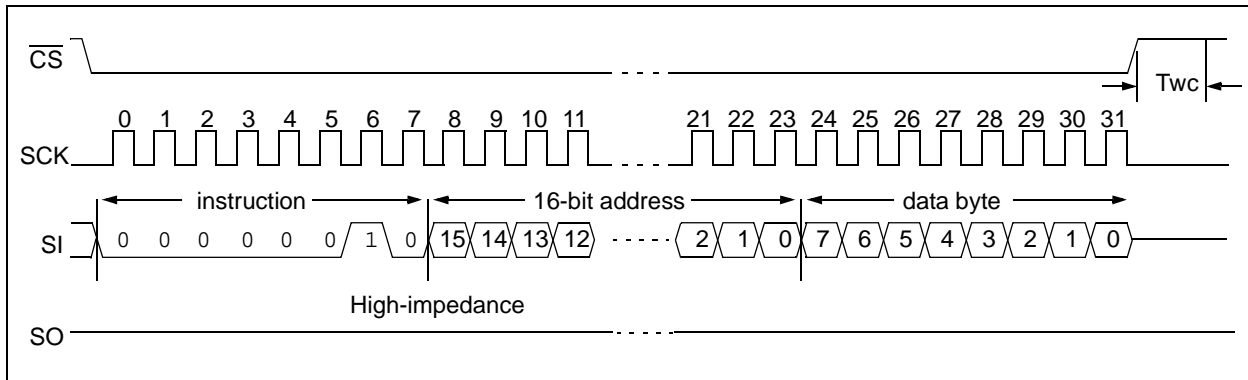 CS
Twc
0 1 2 3 4 5 6 7 8 9 10 11 21 22 23 24 25 26 27 28 29 30 31
SCK
instruction 16-bit address data byte
SI 0 0 0 0 0 0 1 0 15 14 13 12 2 1 0 7 6 5 4 3 2 1 0
High-impedance
SO